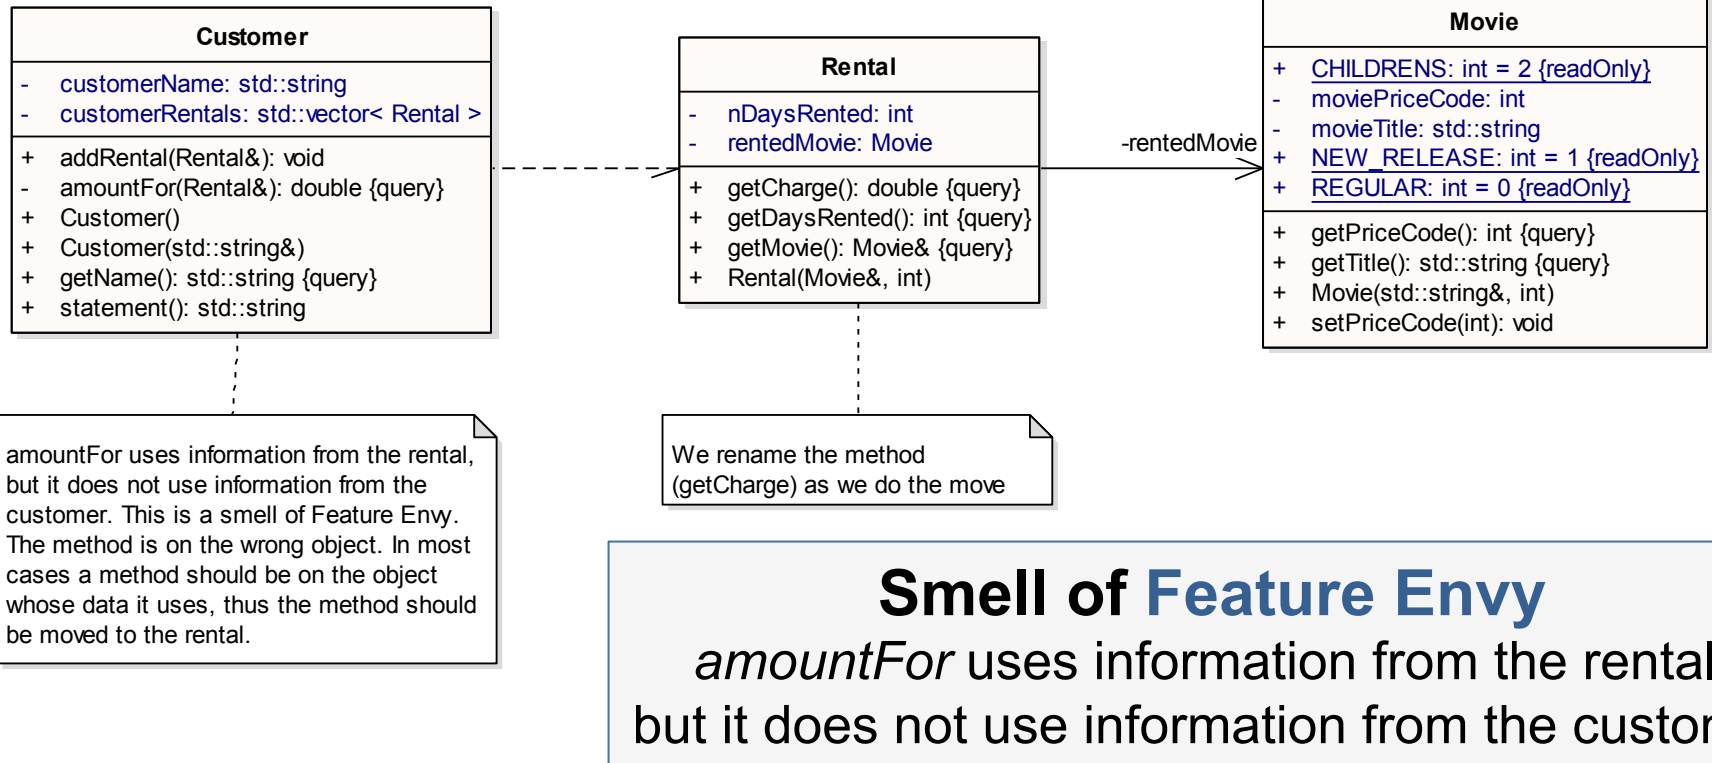 Customer
- customerName: std::string
- customerRentals: std::vector< Rental >
+ addRental(Rental&): void
- amountFor(Rental&): double {query}
+ Customer()
+ Customer(std::string&)
+ getName(): std::string {query}
+ statement(): std::string
Rental
- nDaysRented: int
- rentedMovie: Movie
+ getCharge(): double {query}
+ getDaysRented(): int {query}
+ getMovie(): Movie& {query}
+ Rental(Movie&, int)
-rentedMovie
Movie
+ CHILDRENS: int = 2 {readOnly}
- moviePriceCode: int
- movieTitle: std::string
+ NEW_RELEASE: int = 1 {readOnly}
+ REGULAR: int = 0 {readOnly}
+ getPriceCode(): int {query}
+ getTitle(): std::string {query}
+ Movie(std::string&, int)
+ setPriceCode(int): void
amountFor uses information from the rental,
but it does not use information from the
customer. This is a smell of Feature Envy.
The method is on the wrong object. In most
cases a method should be on the object
whose data it uses, thus the method should
be moved to the rental.
We rename the method
(getCharge) as we do the move
Smell of Feature Envy
amountFor uses information from the rental
but it does not use information from the